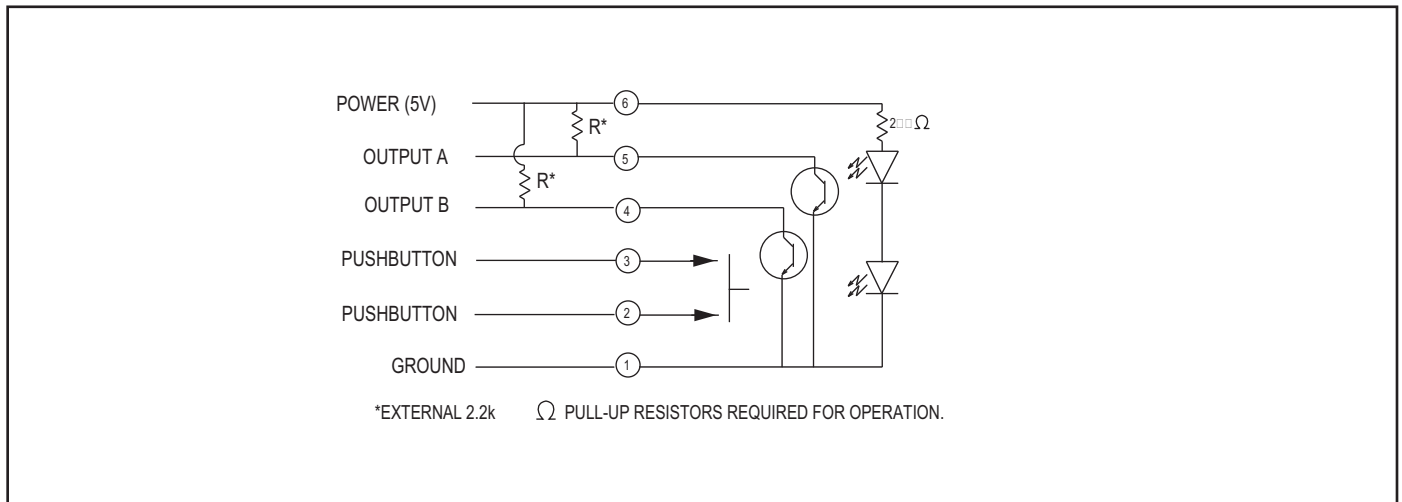 POWER (5V) 6
R* 2□□Ω
OUTPUT A 5
R*
OUTPUT B 4
PUSHBUTTON 3
PUSHBUTTON 2
GROUND 1
*EXTERNAL 2.2k Ω PULL-UP RESISTORS REQUIRED FOR OPERATION.